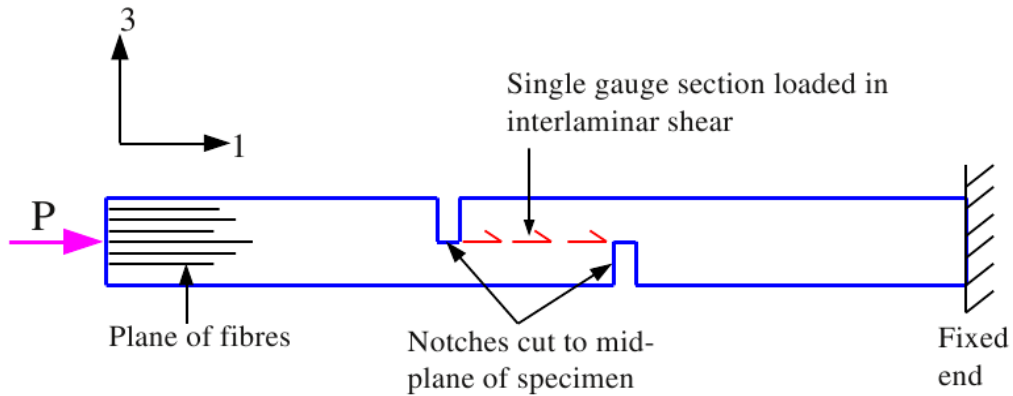 3
1
Single gauge section loaded in
interlaminar shear
P
Plane of fibres
Notches cut to mid-
plane of specimen
Fixed
end